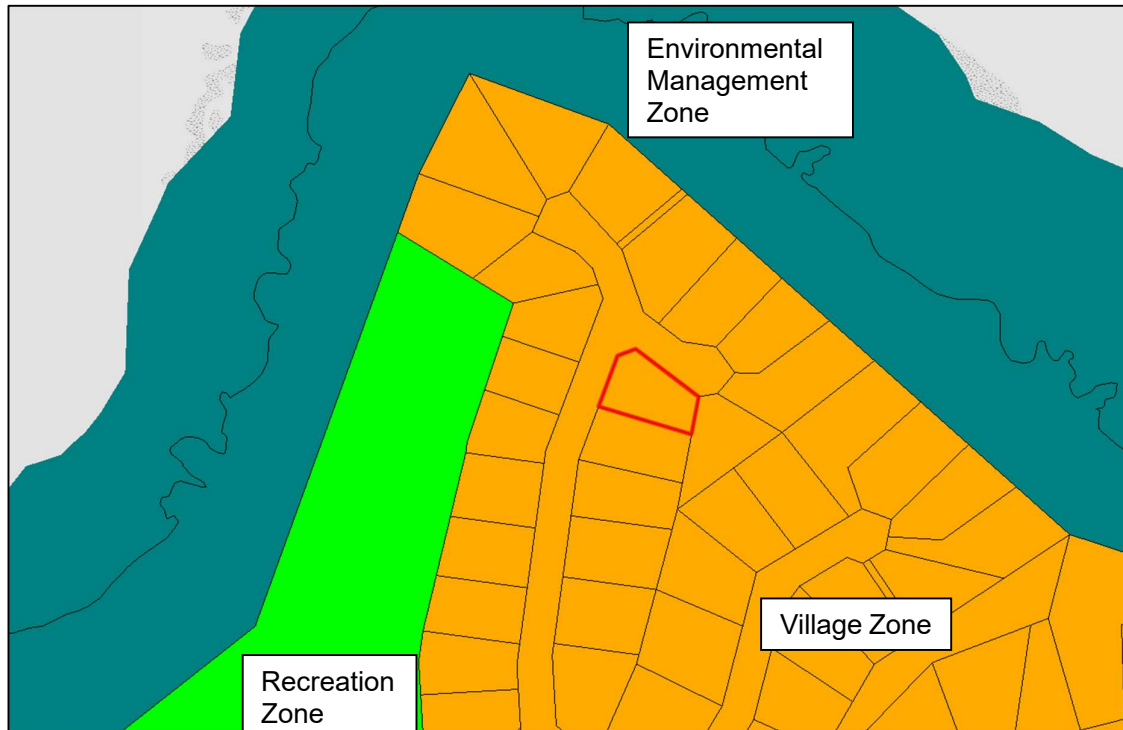 Environmental
Management
Zone
Village Zone
Recreation
Zone